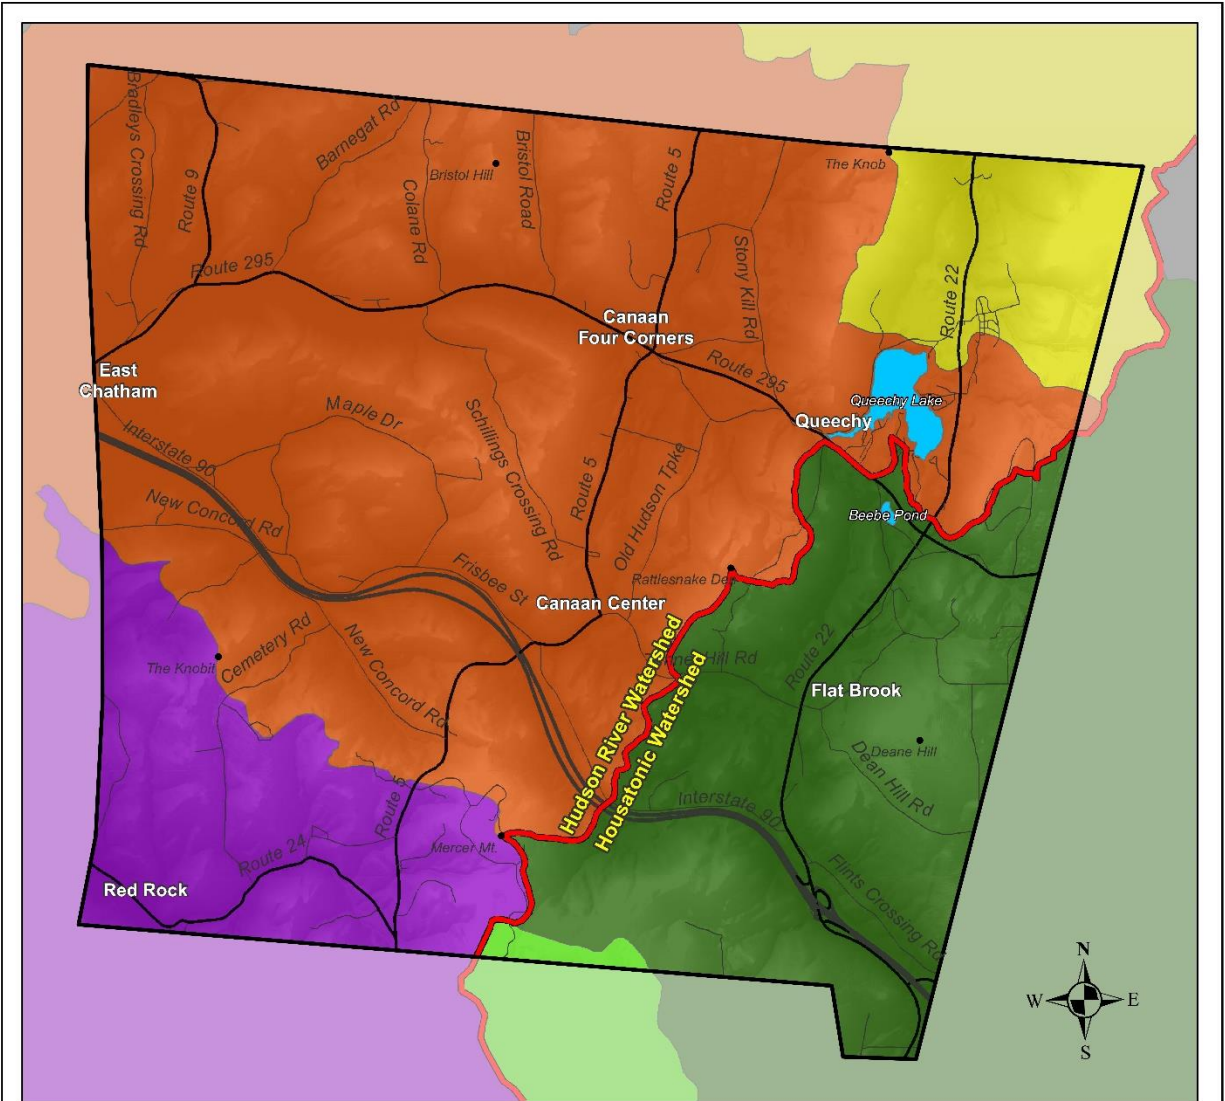 Bradleys Crossing Rd
Route 9
Barnegat Rd
Colane Rd
Bristol Hill
Bristol Road
Route 5
The Knob
Stony Kill Rd
Route 22
Route 295
Canaan
Four Corners
Route 295
East
Chatham
Queechy Lake
Queechy
Maple Dr
Schillings Crossing Rd
Interstate 90
New Concord Rd
Route 5
Old Hudson Tpke
Beebe Pond
Frisbee St
Rattlesnake
Canaan Center
Cemetery Rd
The Knobit
New Concord Rd
Hill Rd
Hudson River Watershed
Housatonic Watershed
Route 22
Flat Brook
Deane Hill
Dean Hill Rd
Interstate 90
Route 5
Mercer Mt.
Route 24
Red Rock
Flints Crossing Rd
N
W
E
S